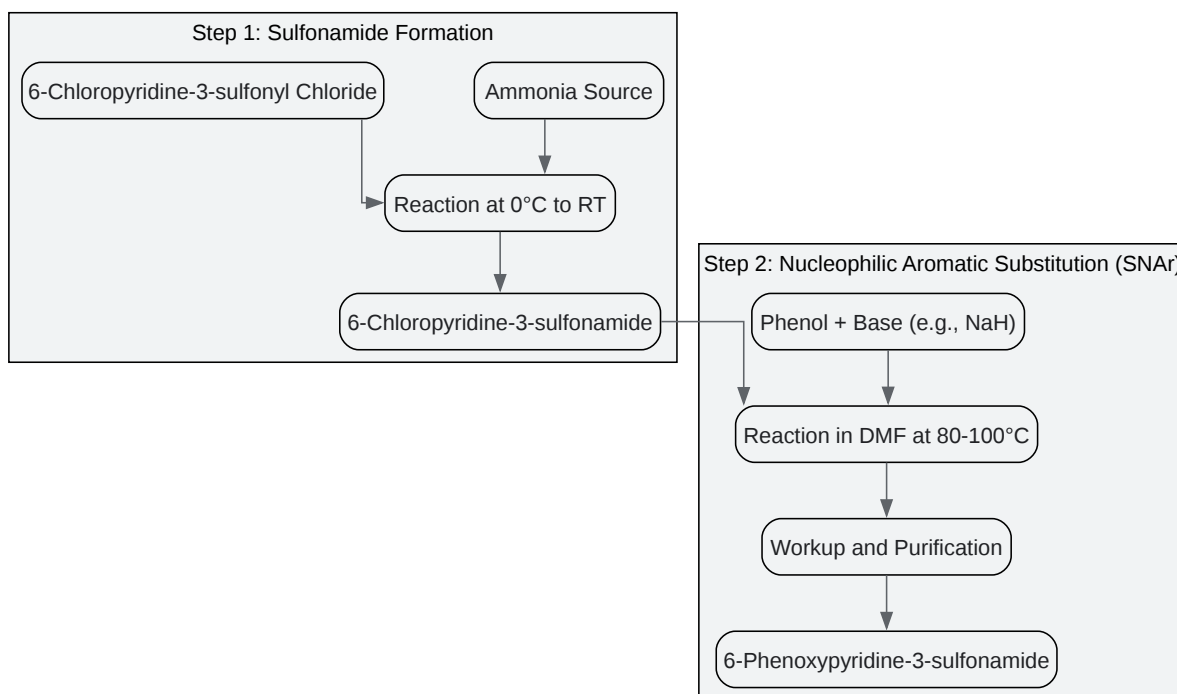 Step 1: Sulfonamide Formation
6-Chloropyridine-3-sulfonyl Chloride
Ammonia Source
Reaction at 0°C to RT
6-Chloropyridine-3-sulfonamide
Step 2: Nucleophilic Aromatic Substitution (SNAr)
Phenol + Base (e.g., NaH)
Reaction in DMF at 80-100°C
Workup and Purification
6-Phenoxypyridine-3-sulfonamide